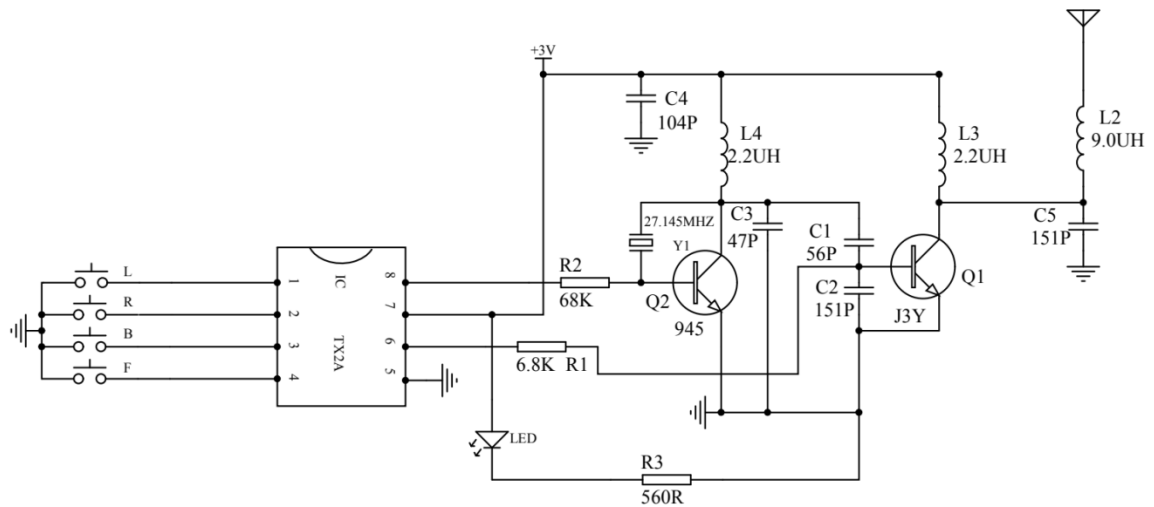 +3V
C4
104P
L4
2.2UH
L3
2.2UH
L2
9.0UH
27.145MHZ
Y1
C3
47P
C1
56P
C5
151P
L
R
B
F
1
2
3
4
IC
TX2A
8
7
6
5
R2
68K
Q2
945
C2
151P
Q1
J3Y
6.8K R1
LED
R3
560R